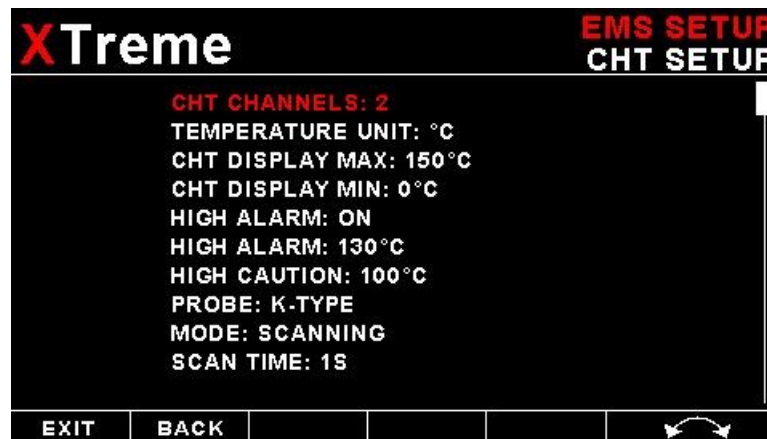 XTreme
EMS SETUP
CHT SETUP
CHT CHANNELS: 2
TEMPERATURE UNIT: °C
CHT DISPLAY MAX: 150°C
CHT DISPLAY MIN: 0°C
HIGH ALARM: ON
HIGH ALARM: 130°C
HIGH CAUTION: 100°C
PROBE: K-TYPE
MODE: SCANNING
SCAN TIME: 1S
EXIT BACK